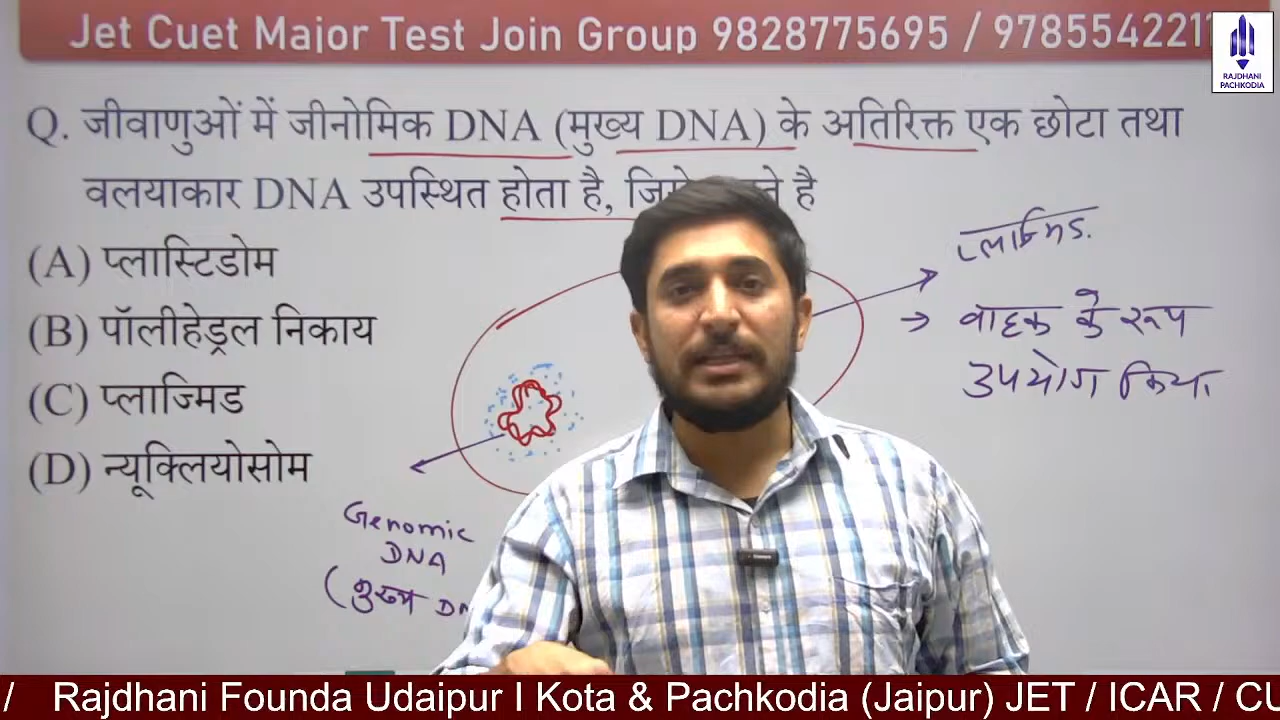 Jet Cuet Major Test Join Group 9828775695 / 9785542211
RAJDHANI
PACHKODIA
Q. जीवाणुओं में जीनोमिक DNA (मुख्य DNA) के अतिरिक्त एक छोटा तथा
वलयाकार DNA उपस्थित होता है, है
(A) प्लास्टिडोम
(B) पॉलीहेड्रल निकाय
(C) प्लाज्मिड
(D) न्यूक्लियोसोम
→ वाहक के रूप
उपयोग किया
Genomic
DNA
(मुख्य
/ Rajdhani Founda Udaipur I Kota & Pachkodia (Jaipur) JET / ICAR / CU